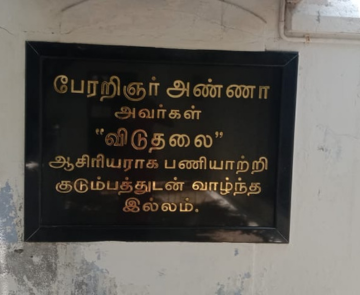 பேரறிஞர் அண்ணா
அவர்கள்
"விடுதலை"
ஆசிரியராக பணியாற்றி
குடும்பத்துடன் வாழ்ந்த
இல்லம்.